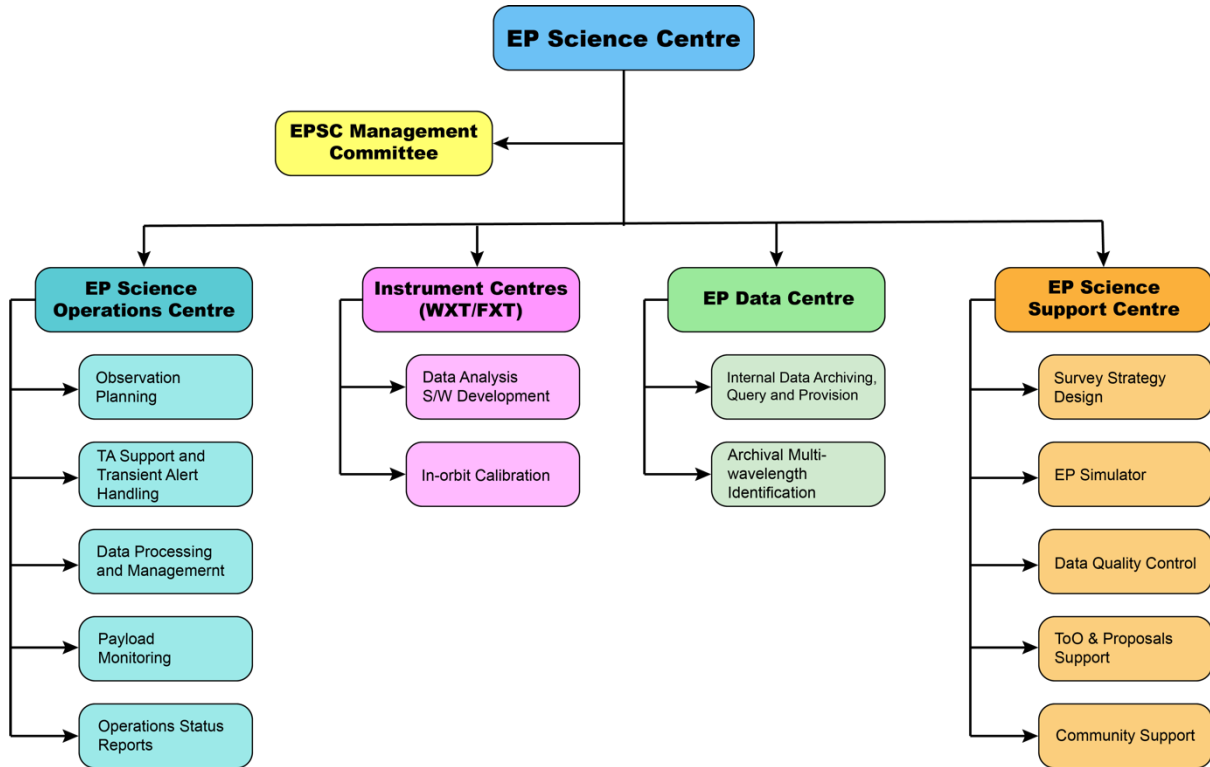 EP Science Centre
EPSC Management
Committee
EP Science
Operations Centre
Observation
Planning
TA Support and
Transient Alert
Handling
Data Processing
and Managemernt
Payload
Monitoring
Operations Status
Reports
Instrument Centres
(WXT/FXT)
Data Analysis
S/W Development
In-orbit Calibration
EP Data Centre
Internal Data Archiving,
Query and Provision
Archival Multi-
wavelength
Identification
EP Science
Support Centre
Survey Strategy
Design
EP Simulator
Data Quality Control
ToO & Proposals
Support
Community Support